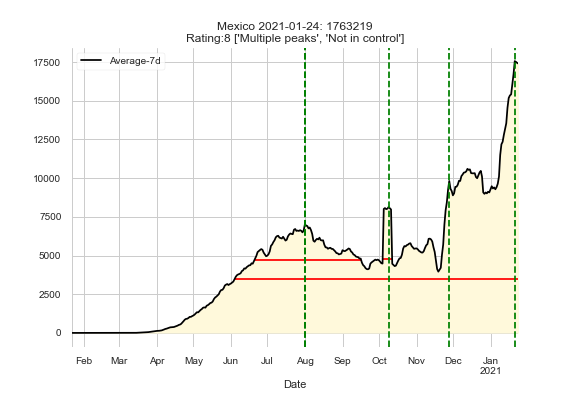 Mexico 2021-01-24: 1763219
Rating:8 ['Multiple peaks', 'Not in control']
Average-7d
17500
15000
12500
10000
7500
5000
2500
0
Feb Mar Apr May Jun Jul Aug Sep Oct Nov Dec Jan
2021
Date